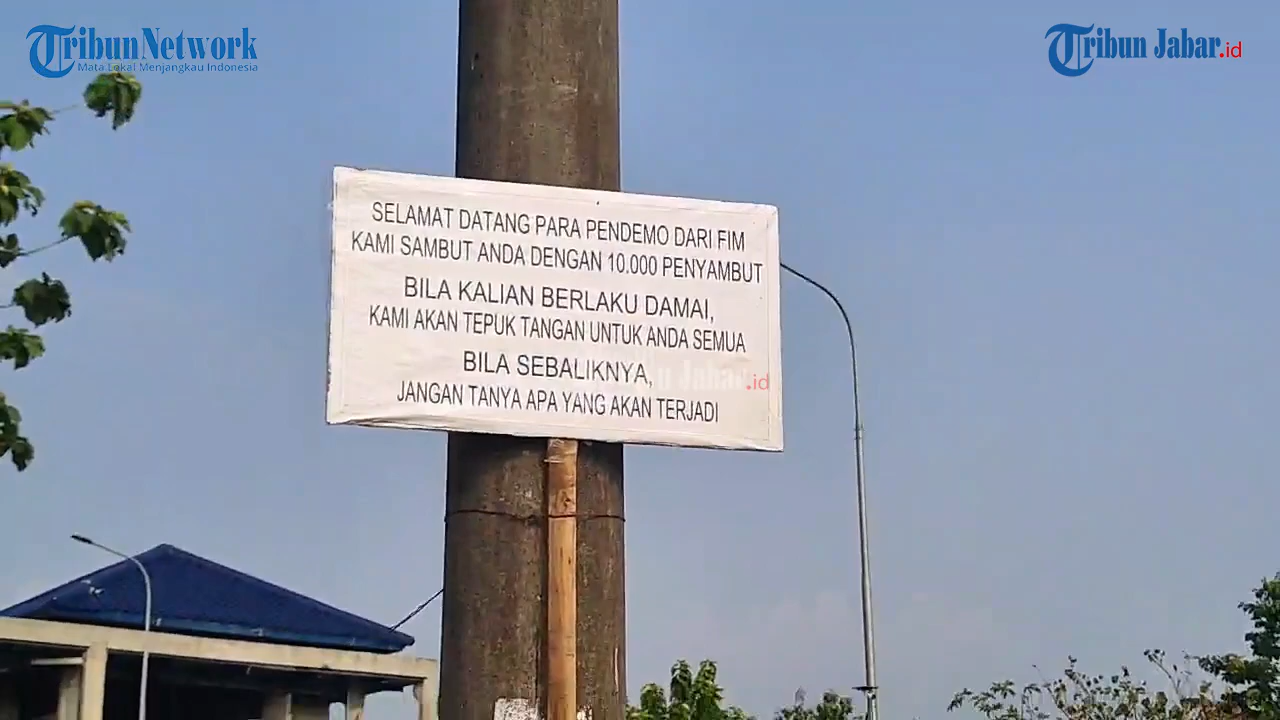 TribunNetwork
Mata Lokal Menjangkau Indonesia
Tribun Jabar.id
SELAMAT DATANG PARA PENDEMO DARI FIM
KAMI SAMBUT ANDA DENGAN 10.000 PENYAMBUT
BILA KALIAN BERLAKU DAMAI,
KAMI AKAN TEPUK TANGAN UNTUK ANDA SEMUA
BILA SEBALIKNYA,
Jabar.id
JANGAN TANYA APA YANG AKAN TERJADI